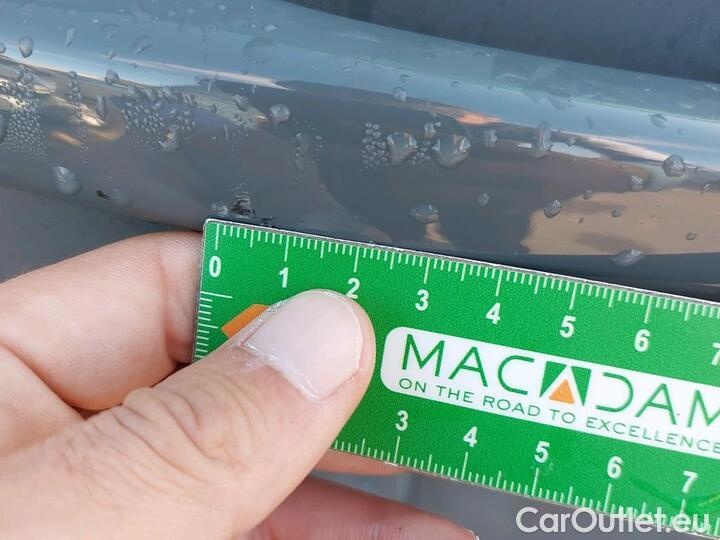 0 1 2 3 4 5 6 7
MACADAM
ON THE ROAD TO EXCELLENCE
3 4 5 6 7
CarOutlet.eu